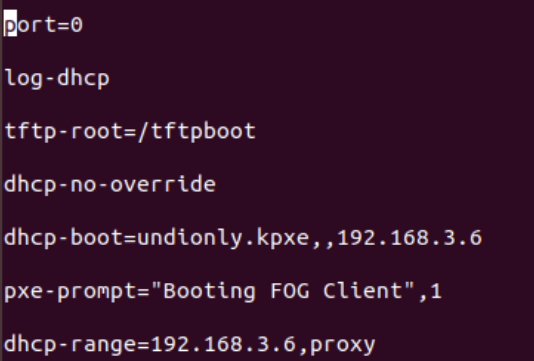 port=0
log-dhcp
tftp-root=/tftpboot
dhcp-no-override
dhcp-boot=undionly.kpxe,,192.168.3.6
pxe-prompt="Booting FOG Client",1
dhcp-range=192.168.3.6,proxy